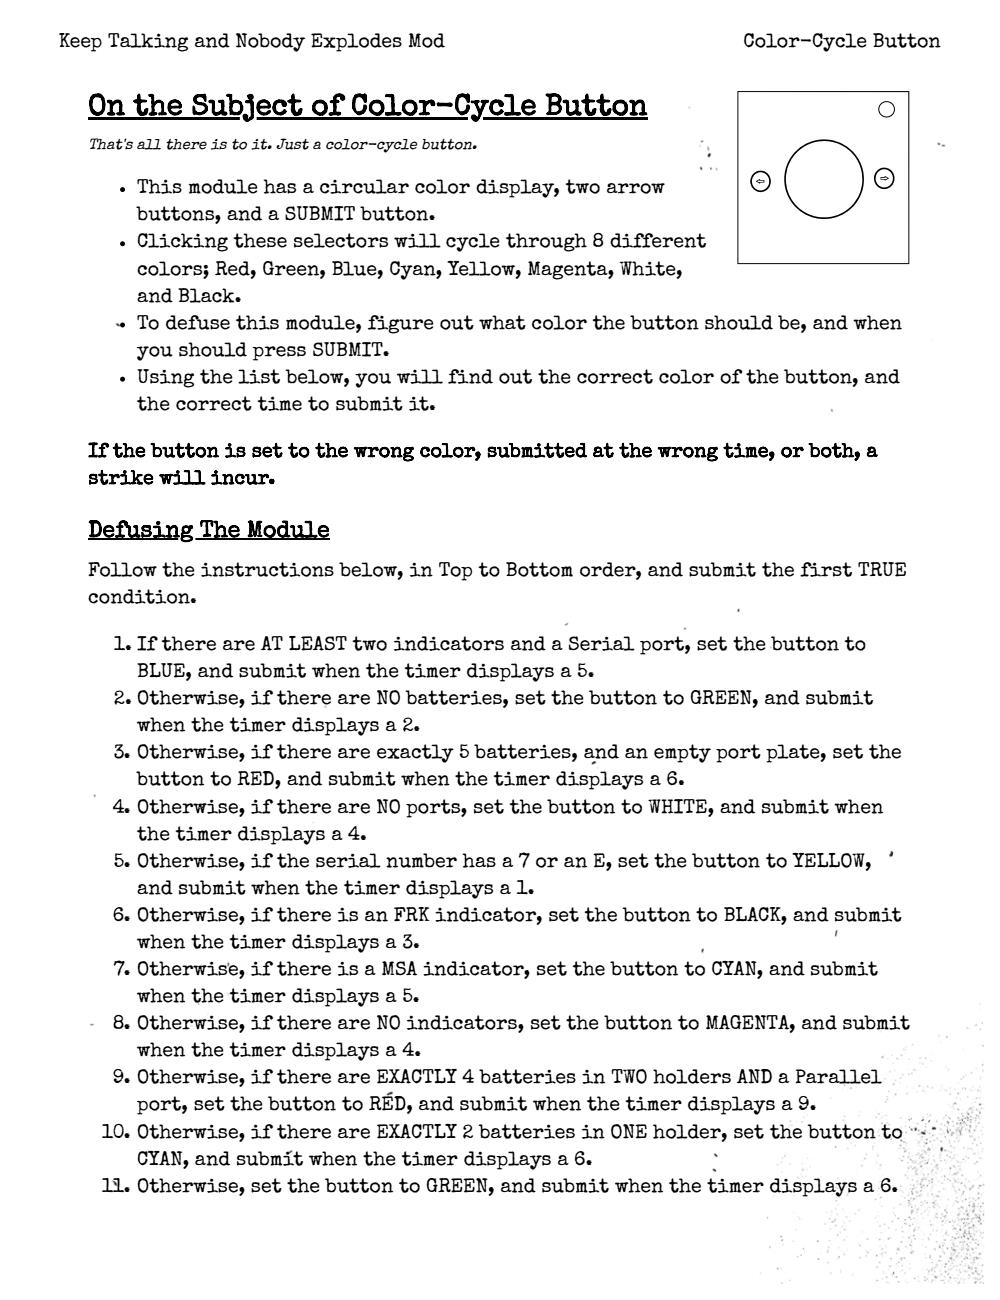 Keep Talking and Nobody Explodes Mod
Color-Cycle Button
On the Subject of Color-Cycle Button
That's all there is to it. Just a color-cycle button.
• This module has a circular color display, two arrow
buttons, and a SUBMIT button.
• Clicking these selectors will cycle through 8 different
colors; Red, Green, Blue, Cyan, Yellow, Magenta, White,
and Black.
• To defuse this module, figure out what color the button should be, and when
you should press SUBMIT.
• Using the list below, you will find out the correct color of the button, and
the correct time to submit it.
If the button is set to the wrong color, submitted at the wrong time, or both, a
strike will incur.
Defusing The Module
Follow the instructions below, in Top to Bottom order, and submit the first TRUE
condition.
1. If there are AT LEAST two indicators and a Serial port, set the button to
BLUE, and submit when the timer displays a 5.
2. Otherwise, if there are NO batteries, set the button to GREEN, and submit
when the timer displays a 2.
3. Otherwise, if there are exactly 5 batteries, and an empty port plate, set the
button to RED, and submit when the timer displays a 6.
4. Otherwise, if there are NO ports, set the button to WHITE, and submit when
the timer displays a 4.
5. Otherwise, if the serial number has a 7 or an E, set the button to YELLOW,
and submit when the timer displays a 1.
6. Otherwise, if there is an FRK indicator, set the button to BLACK, and submit
when the timer displays a 3.
7. Otherwise, if there is a MSA indicator, set the button to CYAN, and submit
when the timer displays a 5.
8. Otherwise, if there are NO indicators, set the button to MAGENTA, and submit
when the timer displays a 4.
9. Otherwise, if there are EXACTLY 4 batteries in TWO holders AND a Parallel
port, set the button to RED, and submit when the timer displays a 9.
10. Otherwise, if there are EXACTLY 2 batteries in ONE holder, set the button to
CYAN, and submit when the timer displays a 6.
11. Otherwise, set the button to GREEN, and submit when the timer displays a 6.